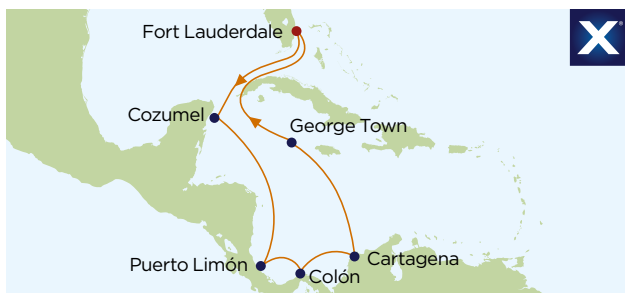 Fort Lauderdale
X
Cozumel
George Town
Puerto Limón
Colón
Cartagena